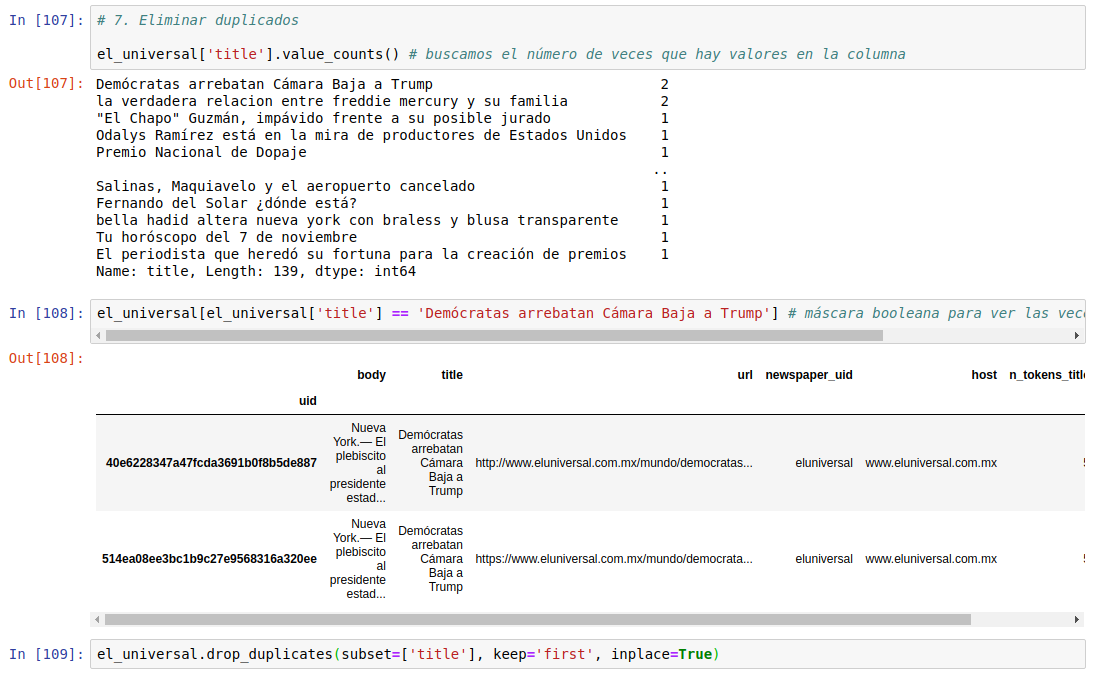 In [107]: # 7. Eliminar duplicados
el_universal['title'].value_counts() # buscamos el número de veces que hay valores en la columna
Out[107]: Demócratas arrebatan Cámara Baja a Trump 2
la verdadera relacion entre freddie mercury y su familia 2
"El Chapo" Guzmán, impávido frente a su posible jurado 1
Odalys Ramírez está en la mira de productores de Estados Unidos 1
Premio Nacional de Dopaje 1
..
Salinas, Maquiavelo y el aeropuerto cancelado 1
Fernando del Solar ¿dónde está? 1
bella hadid altera nueva york con braless y blusa transparente 1
Tu horóscopo del 7 de noviembre 1
El periodista que heredó su fortuna para la creación de premios 1
Name: title, Length: 139, dtype: int64
In [108]: el_universal[el_universal['title'] == 'Demócratas arrebatan Cámara Baja a Trump'] # máscara booleana para ver las
Out[108]:
body title url newspaper_uid host
uid
40e6228347a47fcda3691b0f8b5de887
Nueva
York.— El
plebiscito
al
presidente
estad...
Demócratas
arrebatan
Cámara
Baja a
Trump
http://www.eluniversal.com.mx/mundo/democratas...
eluniversal
www.eluniversal.com.mx
514ea08ee3bc1b9c27e9568316a320ee
Nueva
York.— El
plebiscito
al
presidente
estad...
Demócratas
arrebatan
Cámara
Baja a
Trump
https://www.eluniversal.com.mx/mundo/democrata...
eluniversal
www.eluniversal.com.mx
In [109]: el_universal.drop_duplicates(subset=['title'], keep='first', inplace=True)